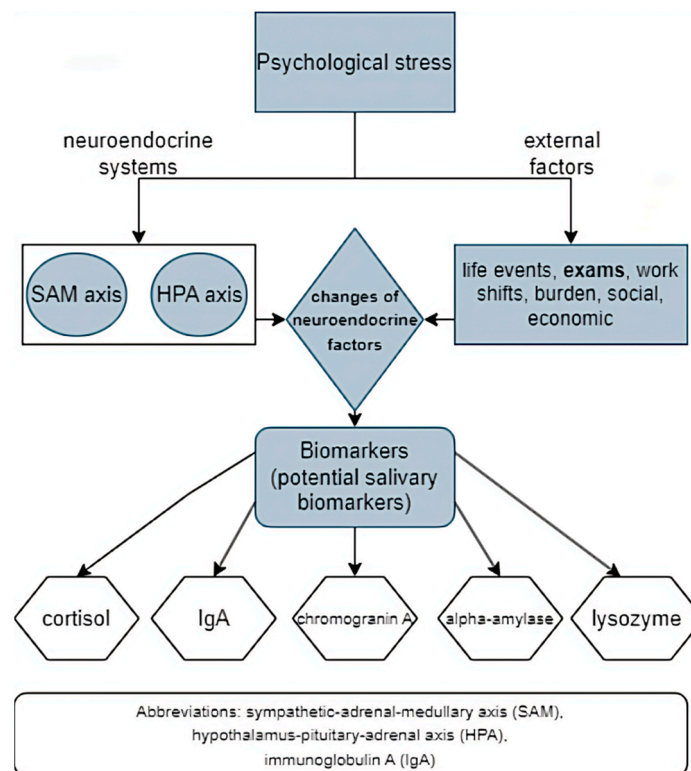 Psychological stress
neuroendocrine
systems
external
factors
SAM axis
HPA axis
changes of
neuroendocrine
factors
life events, exams, work
shifts, burden, social,
economic
Biomarkers
(potential salivary
biomarkers)
cortisol
IgA
chromogranin A
alpha-amylase
lysozyme
Abbreviations: sympathetic-adrenal-medullary axis (SAM),
hypothalamus-pituitary-adrenal axis (HPA),
immunoglobulin A (IgA)